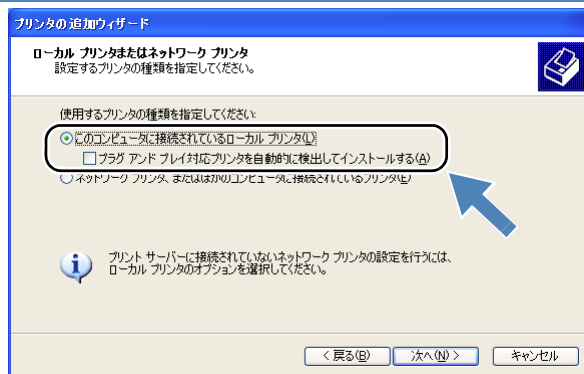 プリンタの追加ウィザード
ローカル プリンタまたはネットワーク プリンタ
設定するプリンタの種類を指定してください。
使用するプリンタの種類を指定してください:
このコンピュータに接続されているローカル プリンタ(L)
プラグ アンド プレイ対応プリンタを自動的に検出してインストールする(A)
ネットワーク プリンタ、またはほかのコンピュータに接続されているプリンタ(E)
プリント サーバーに接続されていないネットワーク プリンタの設定を行うには、
ローカル プリンタのオプションを選択してください。
< 戻る(B) 次へ(N) > キャンセル